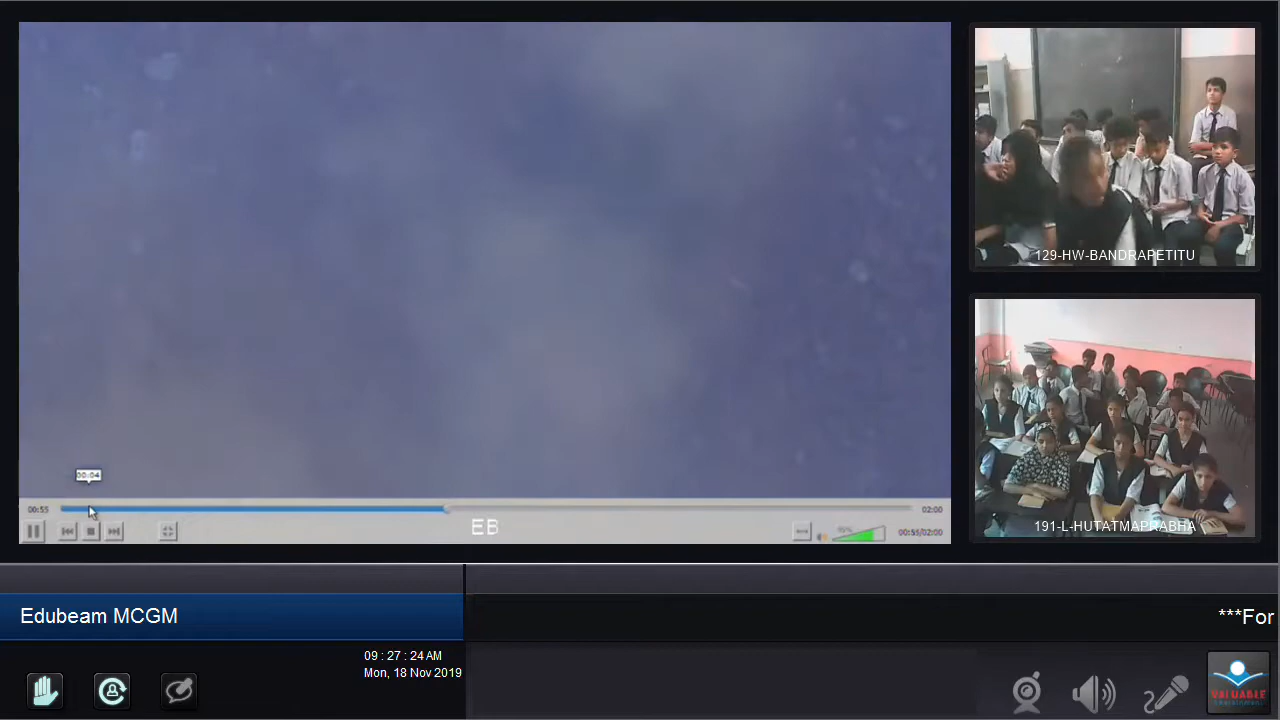 129-HW-BANDRAPETITU
191-L-HUTATMAPRABHA
00:04
00:55
02:00
EB
00:55/02:00
Edubeam MCGM
***For
09 : 27 : 24 AM
Mon, 18 Nov 2019
VALUABLE